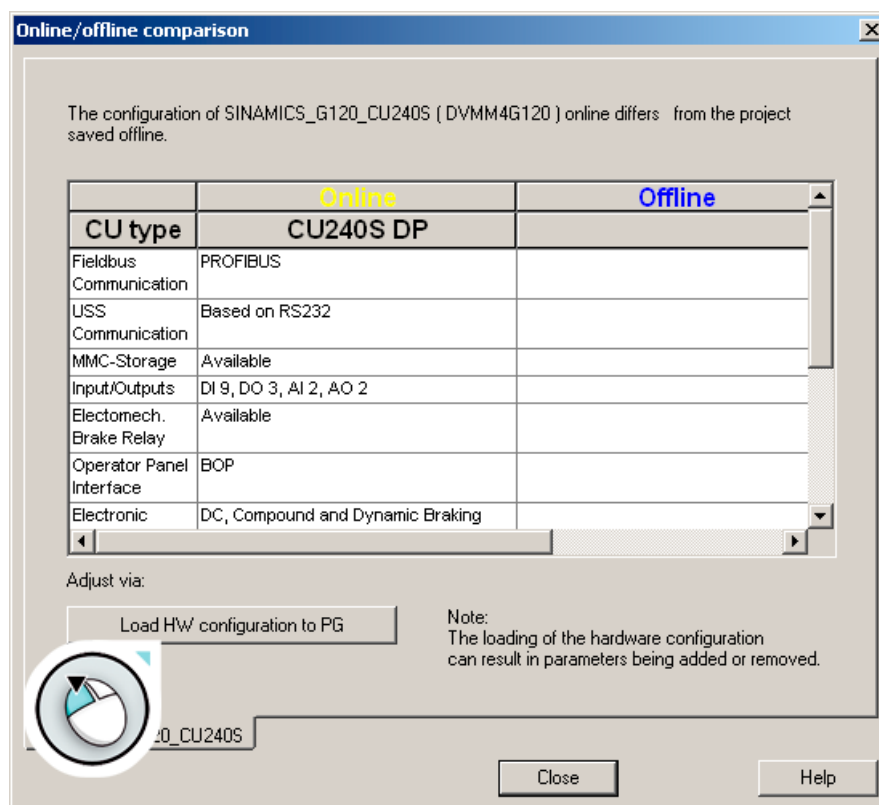 Online/offline comparison
The configuration of SINAMICS_G120_CU240S ( DVMM4G120 ) online differs from the project
saved offline.
Online Offline
CU type CU240S DP
Fieldbus PROFIBUS
Communication
USS Based on RS232
Communication
MMC-Storage Available
Input/Outputs DI 9, DO 3, AI 2, AO 2
Electomech. Available
Brake Relay
Operator Panel BOP
Interface
Electronic DC, Compound and Dynamic Braking
Adjust via:
Load HW configuration to PG
Note:
The loading of the hardware configuration
can result in parameters being added or removed.
20_CU240S
Close Help